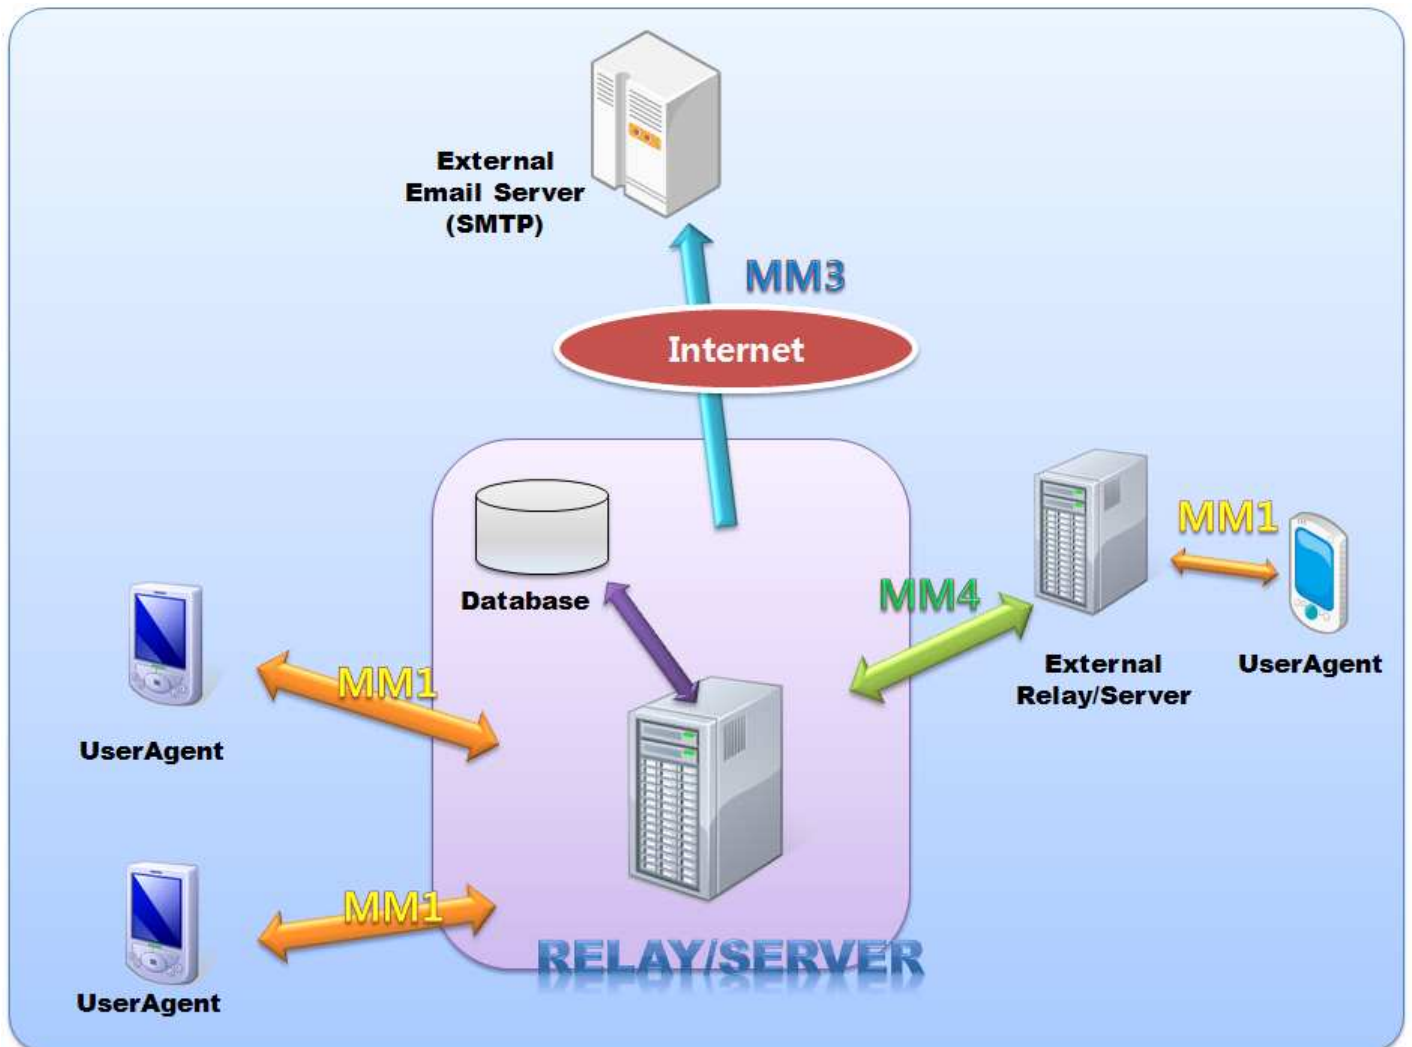 External
Email Server
(SMTP)
MM3
Internet
Database
MM4
MM1
External
Relay/Server
UserAgent
MM1
UserAgent
MM1
UserAgent
RELAY/SERVER